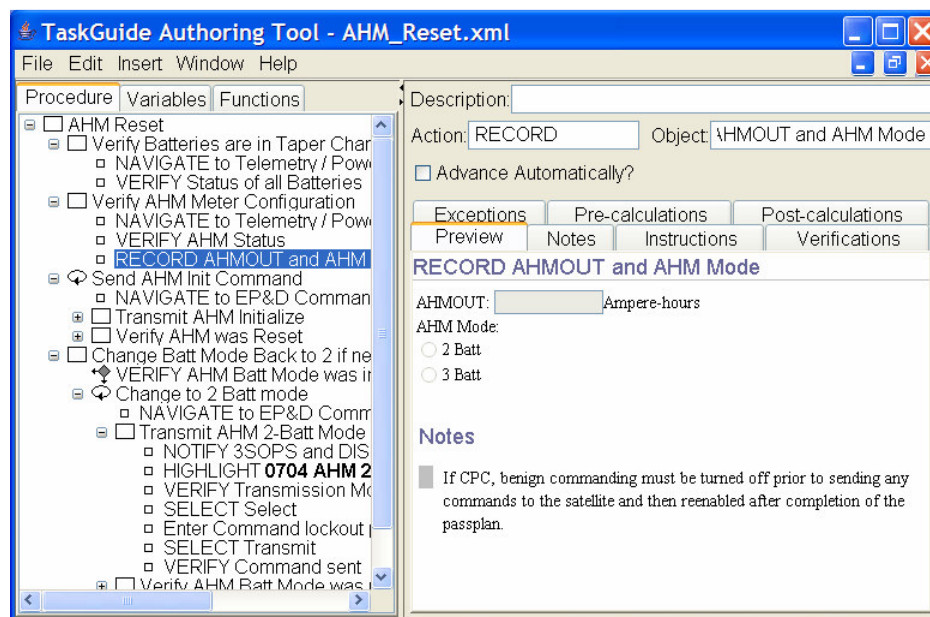 TaskGuide Authoring Tool - AHM_Reset.xml
File Edit Insert Window Help
Procedure Variables Functions
AHM Reset
Verify Batteries are in Taper Char
NAVIGATE to Telemetry / Pow
VERIFY Status of all Batteries
Verify AHM Meter Configuration
NAVIGATE to Telemetry / Pow
VERIFY AHM Status
RECORD AHMOUT and AHM
Send AHM Init Command
NAVIGATE to EP&D Comman
Transmit AHM Initialize
Verify AHM was Reset
Change Batt Mode Back to 2 if ne
VERIFY AHM Batt Mode was in
Change to 2 Batt mode
NAVIGATE to EP&D Comm
Transmit AHM 2-Batt Mode
NOTIFY 3SOPS and DIS
HIGHLIGHT 0704 AHM 2
VERIFY Transmission Mo
SELECT Select
Enter Command lockout
SELECT Transmit
VERIFY Command sent
Verify AHM Batt Mode was
Description:
Action: RECORD Object: AHMOUT and AHM Mode
Advance Automatically?
Exceptions Pre-calculations Post-calculations
Preview Notes Instructions Verifications
RECORD AHMOUT and AHM Mode
AHMOUT: Ampere-hours
AHM Mode:
2 Batt
3 Batt
Notes
If CPC, benign commanding must be turned off prior to sending any
commands to the satellite and then reenabled after completion of the
passplan.